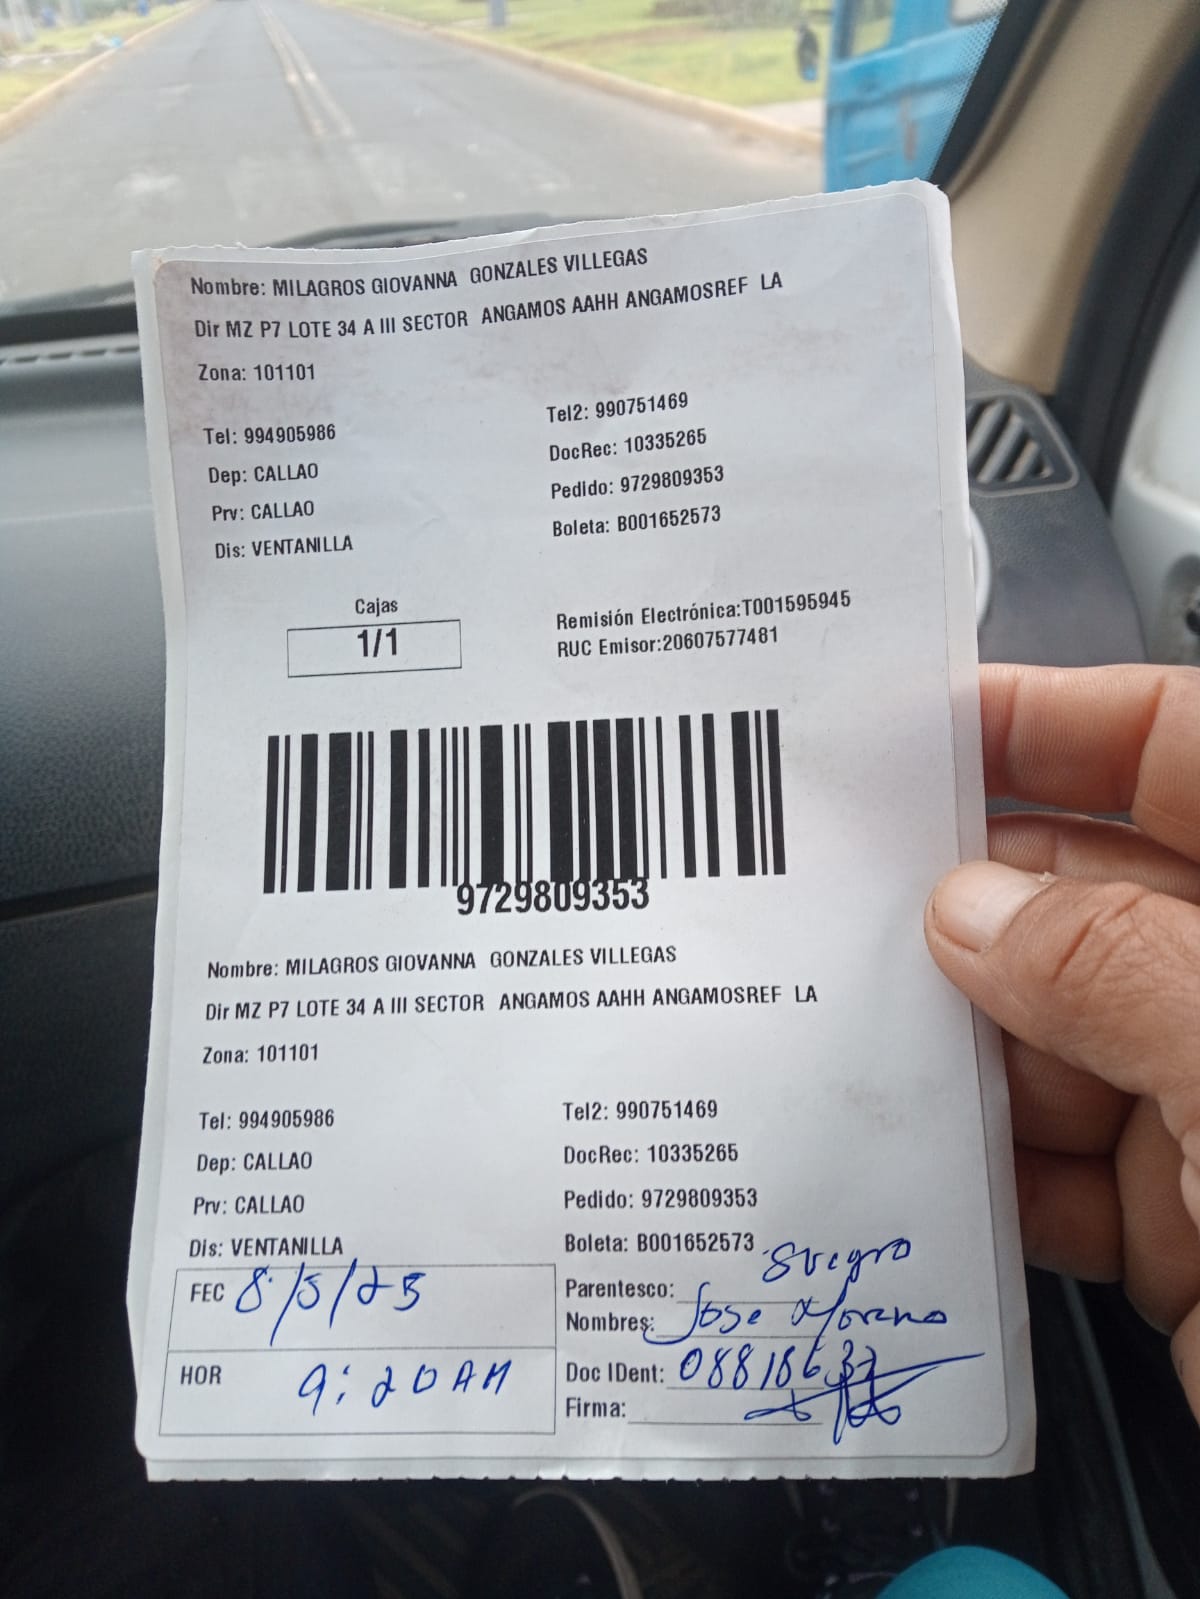 Nombre: MILAGROS GIOVANNA GONZALES VILLEGAS
Dir MZ P7 LOTE 34 A III SECTOR ANGAMOS AAHH ANGAMOSREF LA
Zona: 101101
Tel: 994905986
Tel2: 990751469
Dep: CALLAO
DocRec: 10335265
Prv: CALLAO
Pedido: 9729809353
Dis: VENTANILLA
Boleta: B001652573
Cajas
1/1
Remisión Electrónica:T001595945
RUC Emisor:20607577481
9729809353
Nombre: MILAGROS GIOVANNA GONZALES VILLEGAS
Dir MZ P7 LOTE 34 A III SECTOR ANGAMOS AAHH ANGAMOSREF LA
Zona: 101101
Tel: 994905986
Tel2: 990751469
Dep: CALLAO
DocRec: 10335265
Prv: CALLAO
Pedido: 9729809353
Dis: VENTANILLA
Boleta: B001652573
FEC 8/5/25
Parentesco: Suegro
Nombres: Jose Moreno
HOR 9:20 AM
Doc IDent: 08818637
Firma: